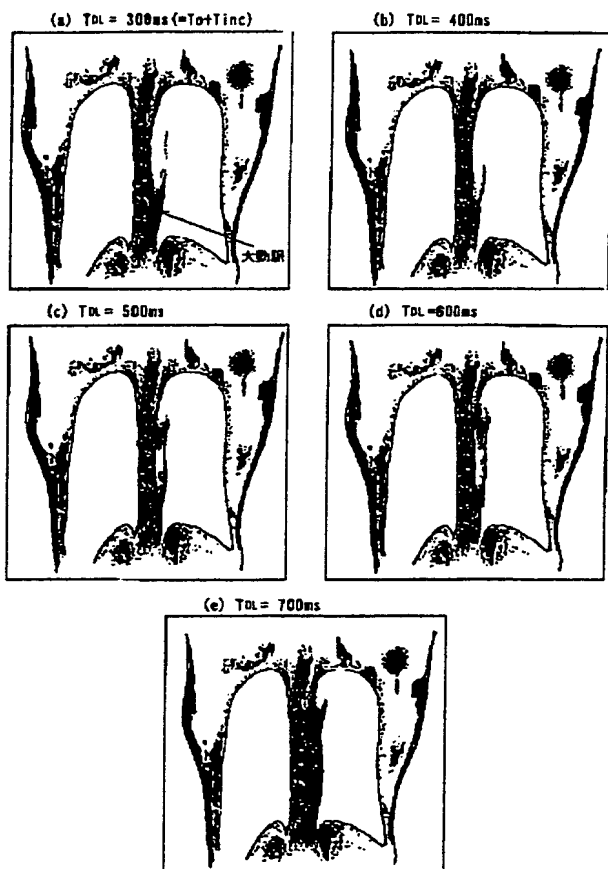 (a) TDL = 300ms (=To+Tinc)
(b) TDL = 400ms
大動脈
(c) TDL = 500ms
(d) TDL=600ms
(e) TDL = 700ms